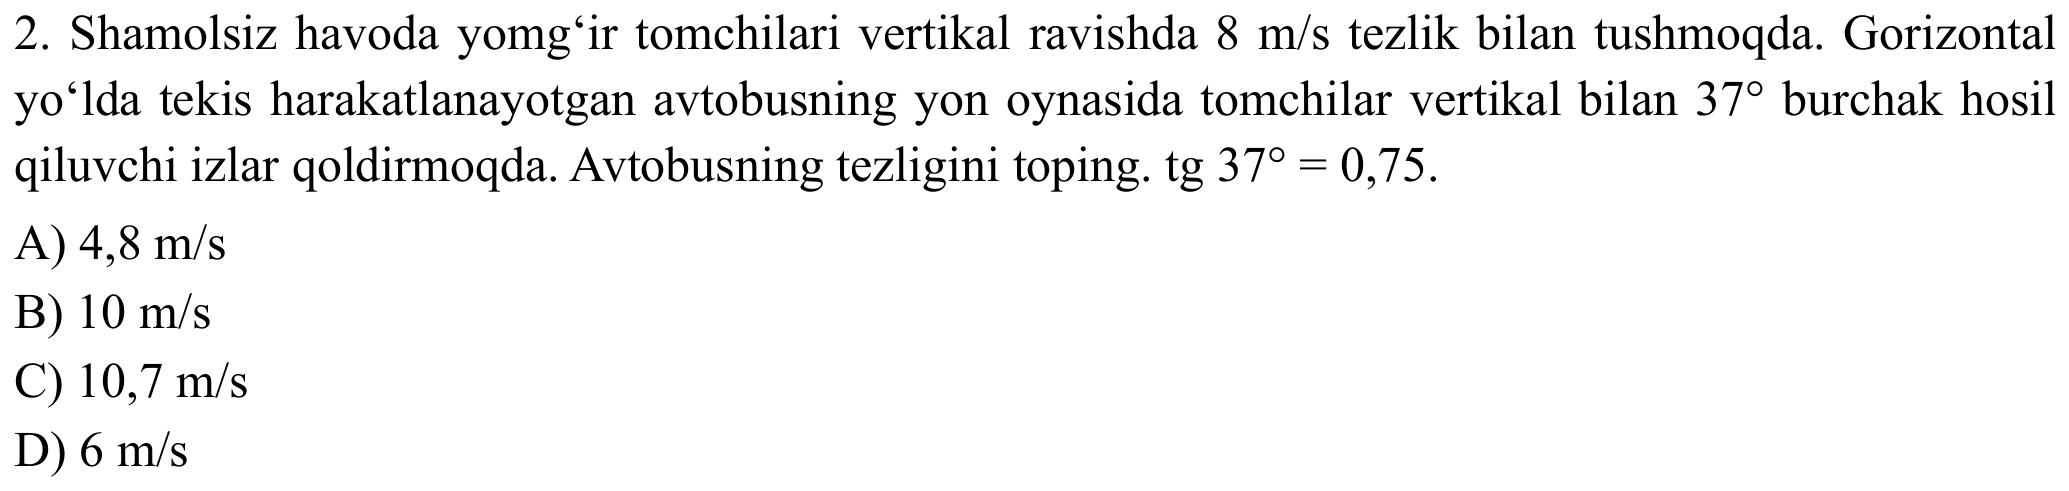 2. Shamolsiz havoda yomg‘ir tomchilari vertikal ravishda 8 m/s tezlik bilan tushmoqda. Gorizontal
yo‘lda tekis harakatlanayotgan avtobusning yon oynasida tomchilar vertikal bilan 37° burchak hosil
qiluvchi izlar qoldirmoqda. Avtobusning tezligini toping. tg 37° = 0,75.
A) 4,8 m/s
B) 10 m/s
C) 10,7 m/s
D) 6 m/s